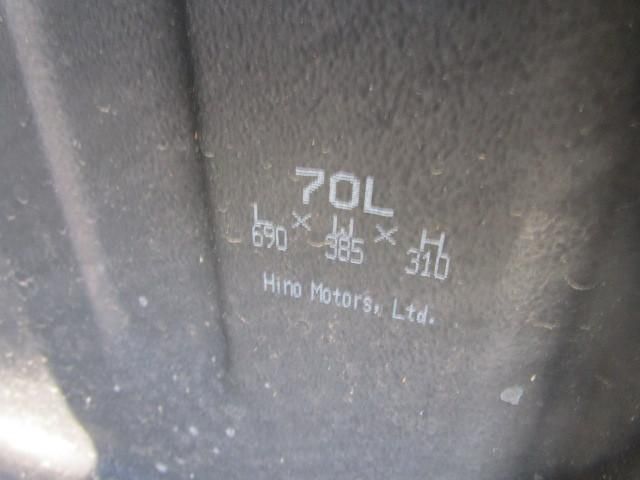 70L
L × W × H
690 385 310
Hino Motors, Ltd.